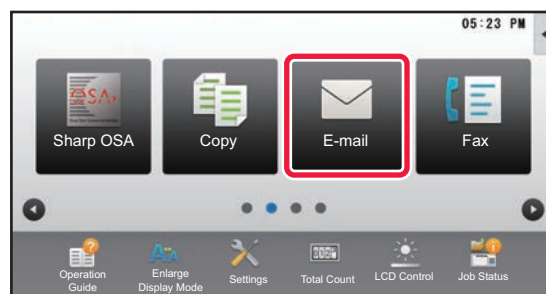 05:23 PM
OSA
Sharp OSA
Copy
E-mail
Fax
Operation
Guide
Enlarge
Display Mode
Settings
Total Count
LCD Control
Job Status